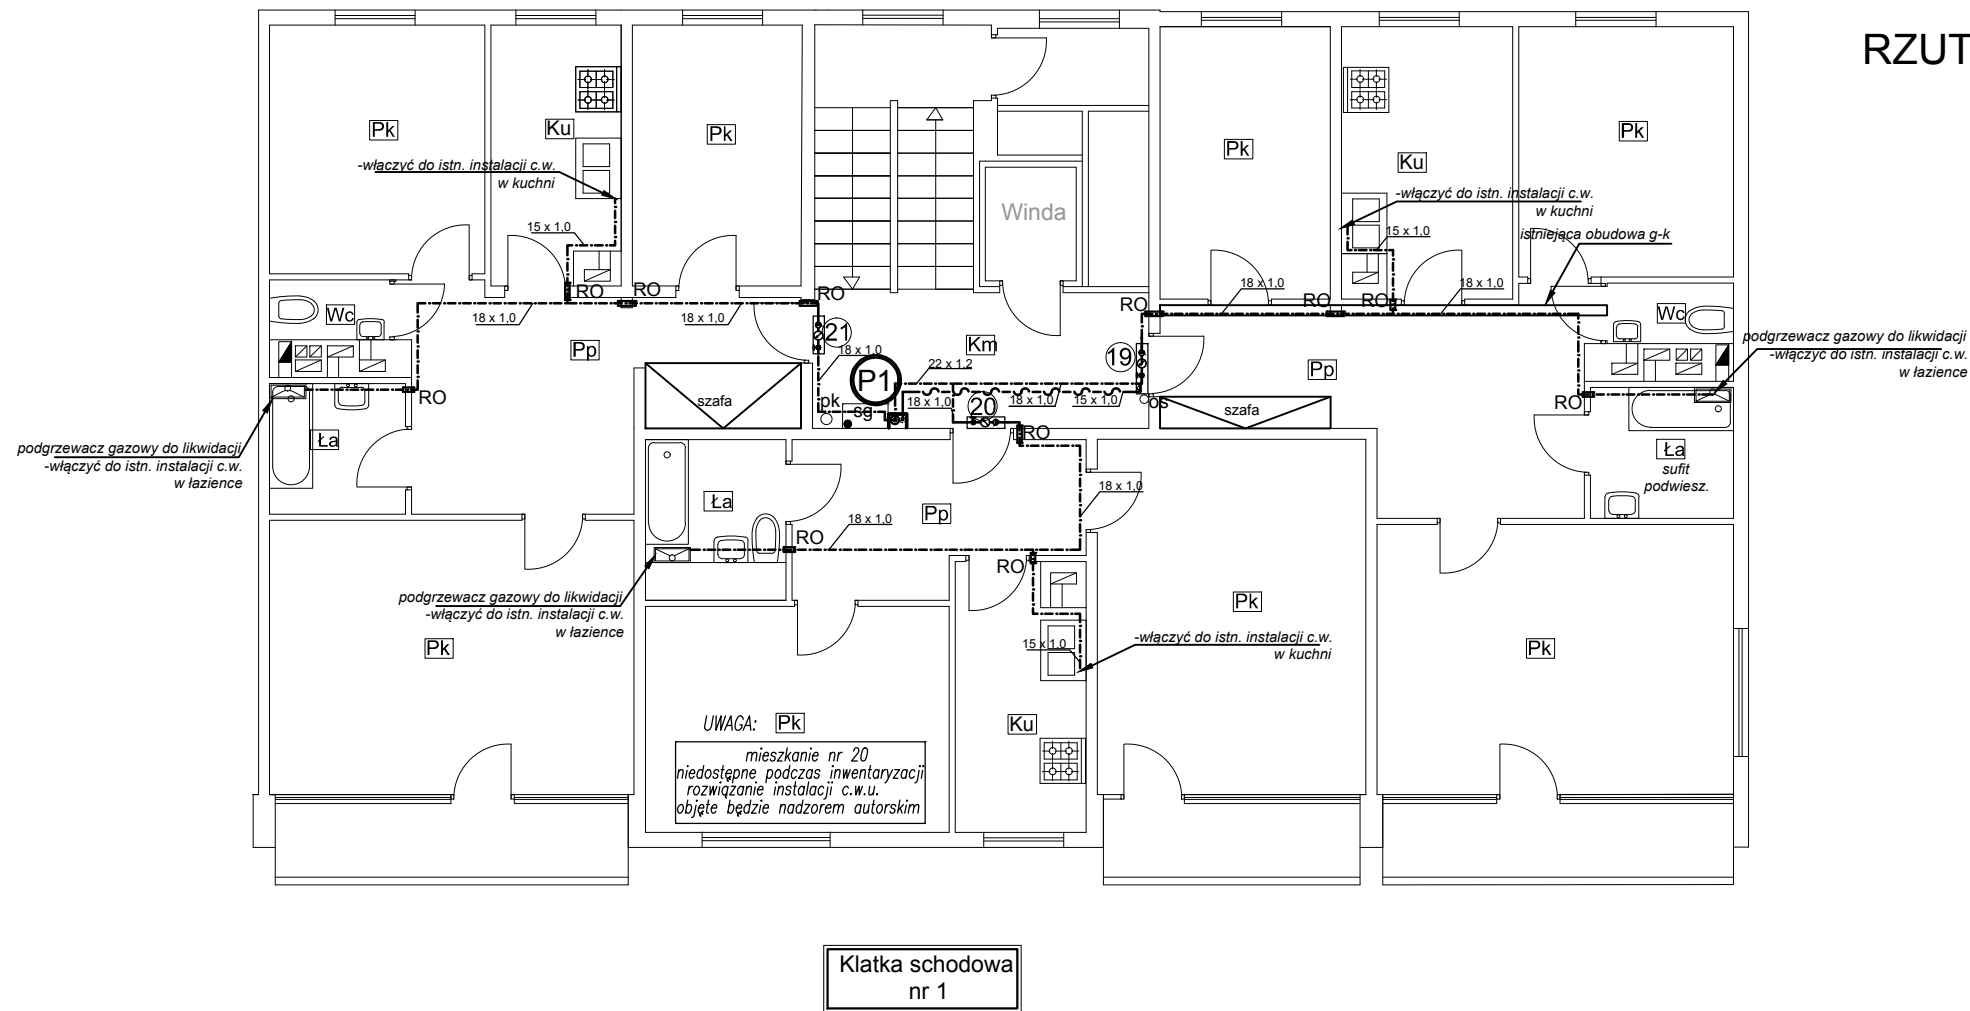 RZUT
Pk
Ku
Pk
Pk
Ku
Pk
-włączyć do istn. instalacji c.w.
w kuchni
Winda
-włączyć do istn. instalacji c.w.
w kuchni
istniejąca obudowa g-k
15 x 1,0
15 x 1,0
RO
RO
RO
18 x 1,0
18 x 1,0
RO
18 x 1,0
RO
RO
18 x 1,0
Wc
Pp
21
18 x 1,0
P1
Km
22 x 1.2
19
Pp
Wc
podgrzewacz gazowy do likwidacji
-włączyć do istn. instalacji c.w.
w łazience
RO
szafa
pk
sg
18 x 1,0
20
18 x 1,0
15 x 1,0
os
szafa
RO
RO
podgrzewacz gazowy do likwidacji
-włączyć do istn. instalacji c.w.
w łazience
Ła
Ła
sufit
podwiesz.
Ła
18 x 1,0
Pp
18 x 1,0
RO
RO
podgrzewacz gazowy do likwidacji
-włączyć do istn. instalacji c.w.
w łazience
Pk
Pk
15 x 1,0
-włączyć do istn. instalacji c.w.
w kuchni
Pk
UWAGA:
Pk
Ku
mieszkanie nr 20
niedostępne podczas inwentaryzacji
rozwiązanie instalacji c.w.u.
objęte będzie nadzorem autorskim
Klatka schodowa
nr 1